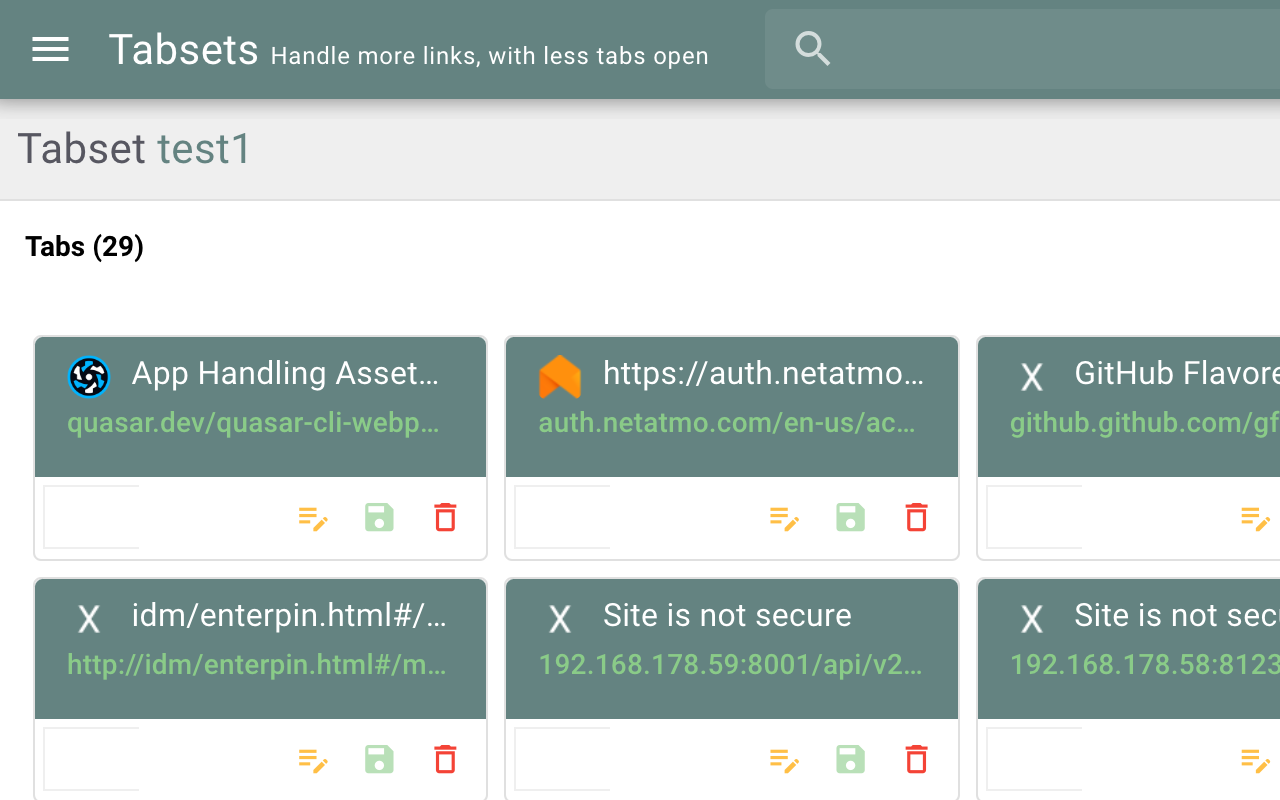 Tabsets Handle more links, with less tabs open
Tabset test1
Tabs (29)
App Handling Asset...
quasar.dev/quasar-cli-webp...
https://auth.netatmo...
auth.netatmo.com/en-us/ac...
GitHub Flavore
github.github.com/gf
X
idm/enterpin.html#/...
http://idm/enterpin.html#/m...
X
Site is not secure
192.168.178.59:8001/api/v2...
X
Site is not secu
192.168.178.58:8123